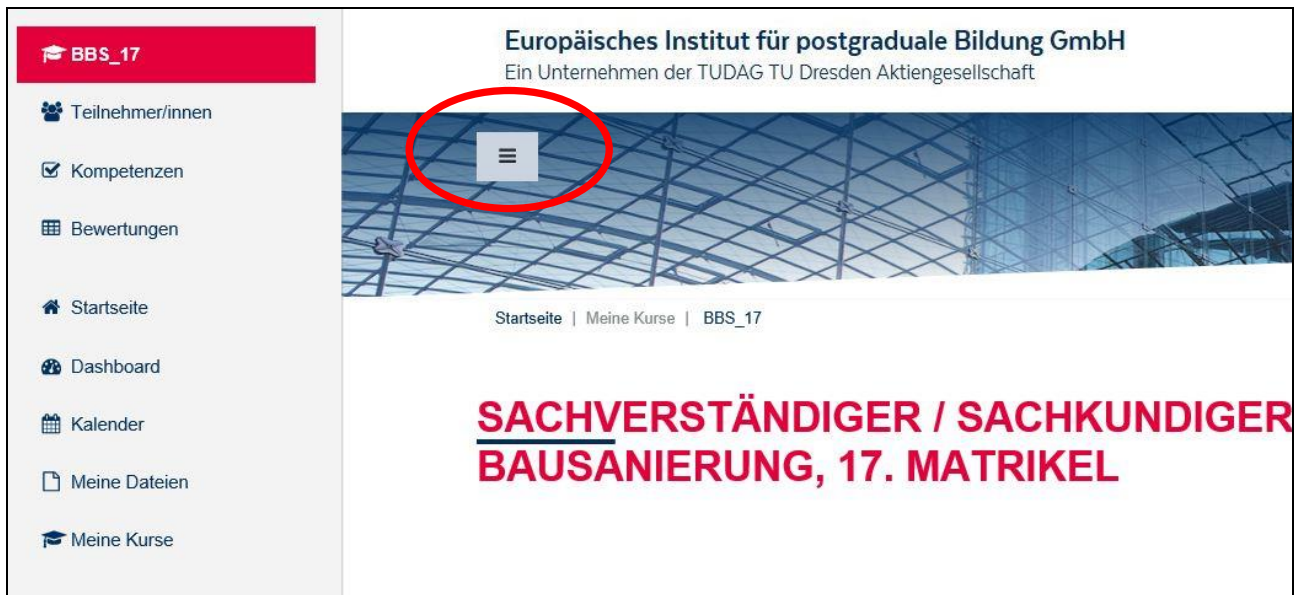 BBS_17
Teilnehmer/innen
Kompetenzen
Bewertungen
Startseite
Dashboard
Kalender
Meine Dateien
Meine Kurse
Europäisches Institut für postgraduale Bildung GmbH
Ein Unternehmen der TUDAG TU Dresden Aktiengesellschaft
Startseite | Meine Kurse | BBS_17
SACHVERSTÄNDIGER / SACHKUNDIGER
BAUSANIERUNG, 17. MATRIKEL